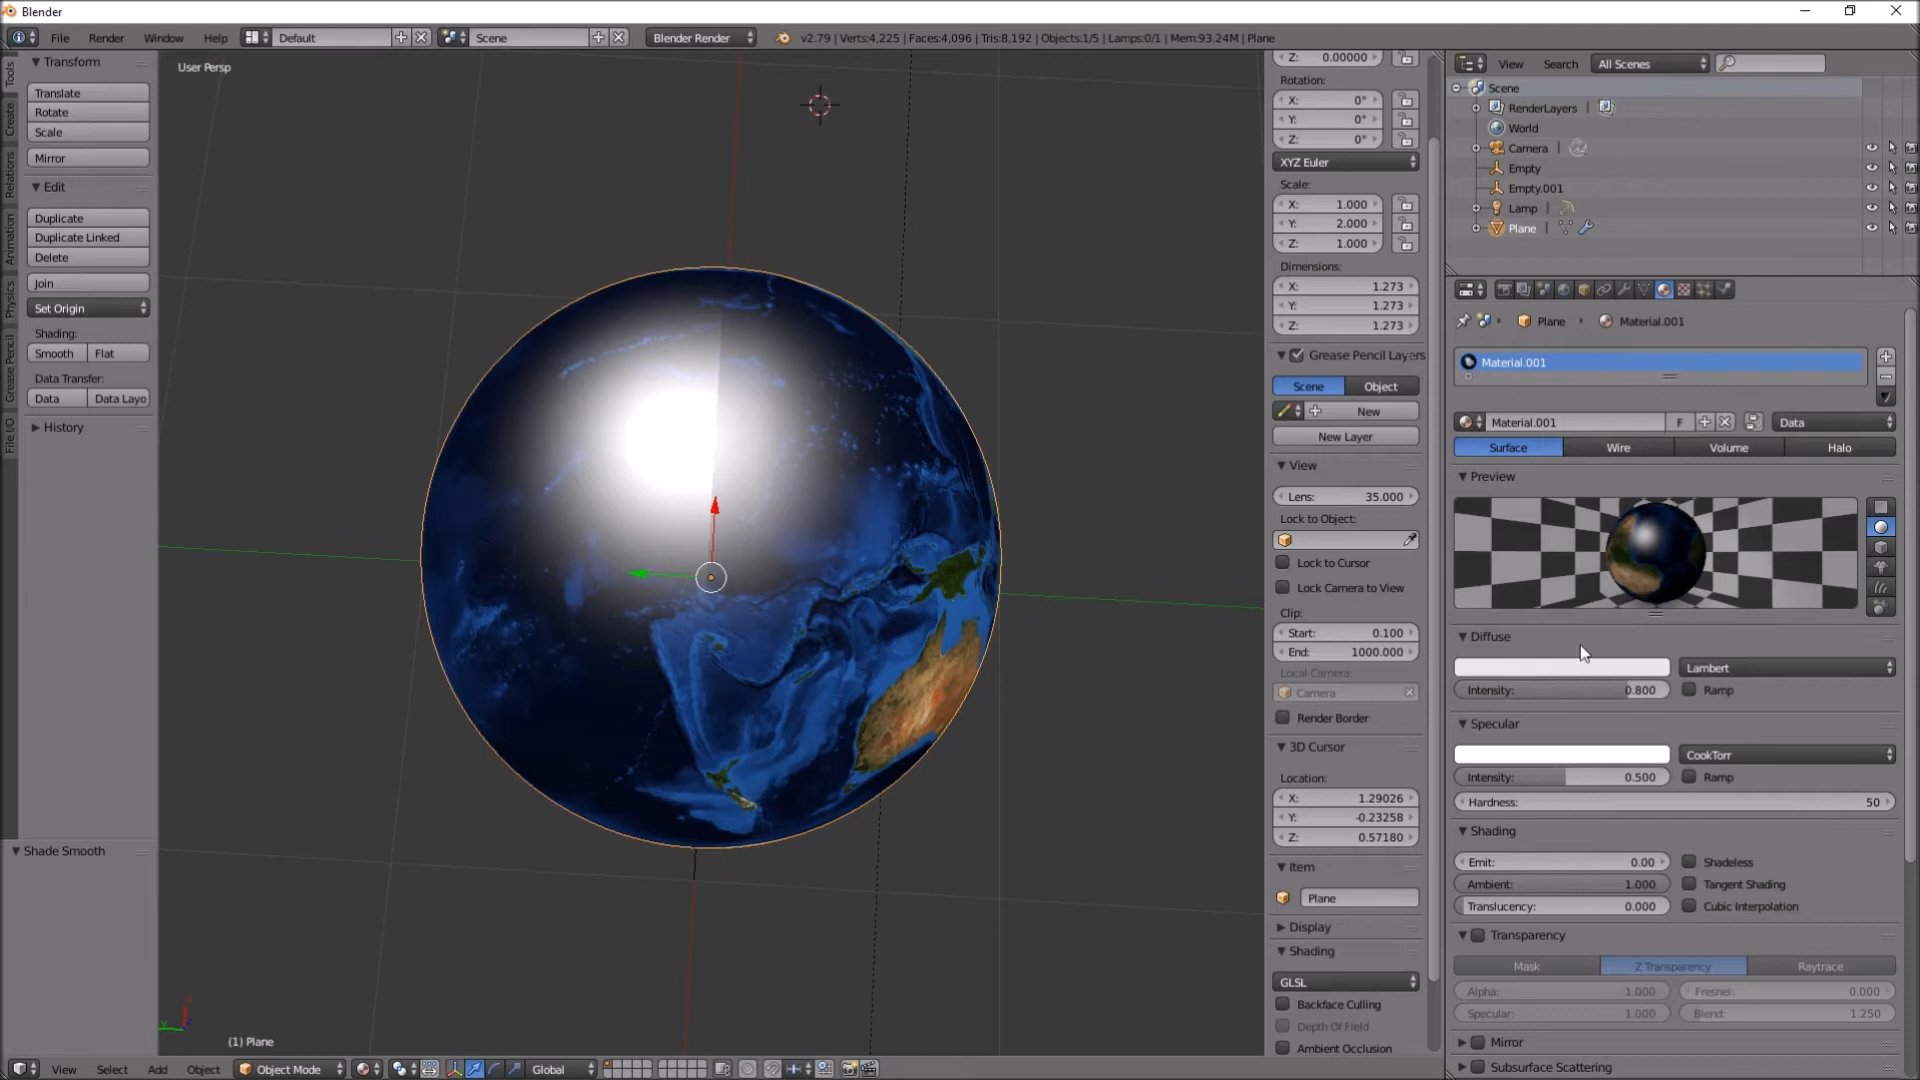 Blender
File Render Window Help Default Scene Blender Render v2.79 | Verts:4,225 | Faces:4,096 | Tris:8,192 | Objects:1/5 | Lamps:0/1 | Mem:93.24M | Plane
Tools
Create
Relations
Animation
Physics
Grease Pencil
File I/O
Transform
Translate
Rotate
Scale
Mirror
Edit
Duplicate
Duplicate Linked
Delete
Join
Set Origin
Shading:
Smooth Flat
Data Transfer:
Data Data Layo
History
Shade Smooth
User Persp
(1) Plane
View Select Add Object Object Mode Global
Z: 0.00000
Rotation:
X: 0°
Y: 0°
Z: 0°
XYZ Euler
Scale:
X: 1.000
Y: 2.000
Z: 1.000
Dimensions:
X: 1.273
Y: 1.273
Z: 1.273
Grease Pencil Layers
Scene Object
New
New Layer
View
Lens: 35.000
Lock to Object:
Lock to Cursor
Lock Camera to View
Clip:
Start: 0.100
End: 1000.000
Local Camera:
Camera
Render Border
3D Cursor
Location:
X: 1.29026
Y: -0.23258
Z: 0.57180
Item
Plane
Display
Shading
GLSL
Backface Culling
Depth Of Field
Ambient Occlusion
View Search All Scenes
Scene
RenderLayers |
World
Camera |
Empty
Empty.001
Lamp |
Plane |
Plane Material.001
Material.001
Material.001 F Data
Surface Wire Volume Halo
Preview
Diffuse
Lambert
Intensity: 0.800 Ramp
Specular
CookTorr
Intensity: 0.500 Ramp
Hardness: 50
Shading
Emit: 0.00 Shadeless
Ambient: 1.000 Tangent Shading
Translucency: 0.000 Cubic Interpolation
Transparency
Mask Z Transparency Raytrace
Alpha: 1.000 Fresnel: 0.000
Specular: 1.000 Blend: 1.250
Mirror
Subsurface Scattering